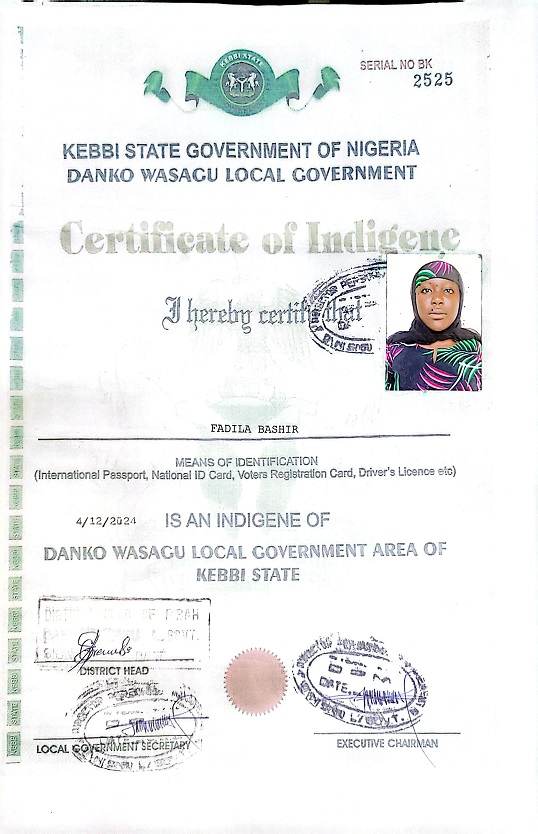 KEBBI STATE
SERIAL NO BK
2525
KEBBI STATE GOVERNMENT OF NIGERIA
DANKO WASAGU LOCAL GOVERNMENT
Certificate of Indigene
I hereby certify that
FADILA BASHIR
MEANS OF IDENTIFICATION
(International Passport, National ID Card, Voters Registration Card, Driver's Licence etc)
4/12/2024 IS AN INDIGENE OF
DANKO WASAGU LOCAL GOVERNMENT AREA OF
KEBBI STATE
DISTRICT HEAD
DATE
LOCAL GOVERNMENT SECRETARY
EXECUTIVE CHAIRMAN
KEBBI STATE